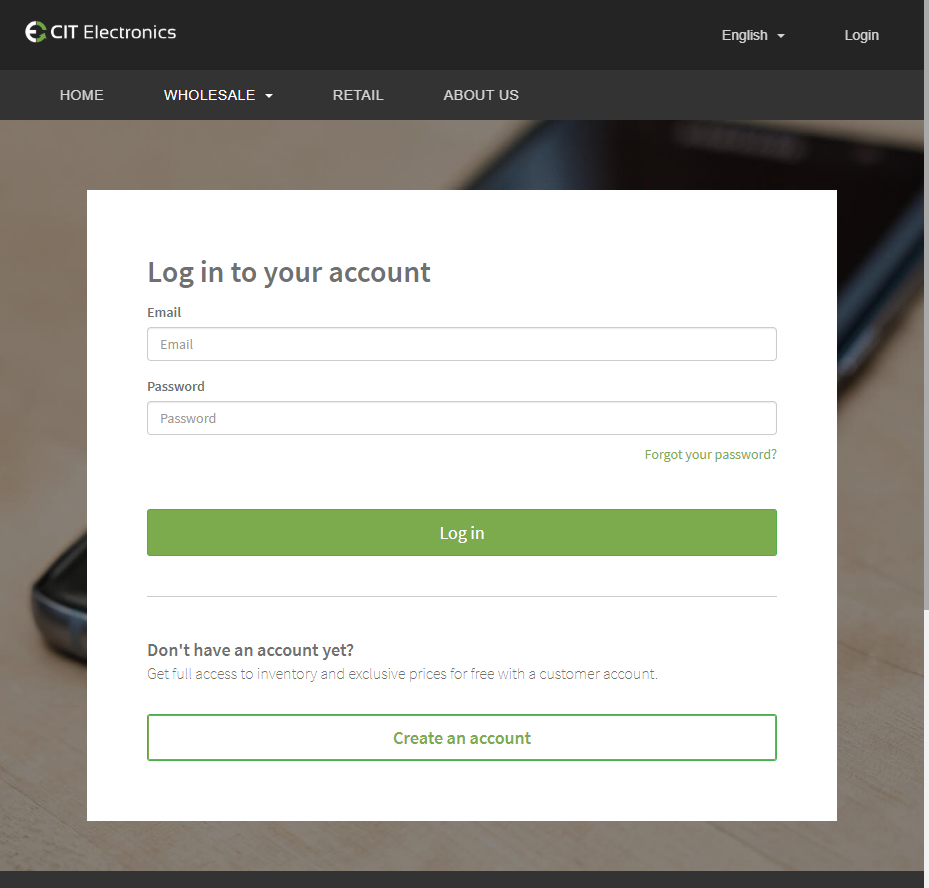 CIT Electronics
English
Login
HOME
WHOLESALE
RETAIL
ABOUT US
Log in to your account
Email
Email
Password
Password
Forgot your password?
Log in
Don't have an account yet?
Get full access to inventory and exclusive prices for free with a customer account.
Create an account